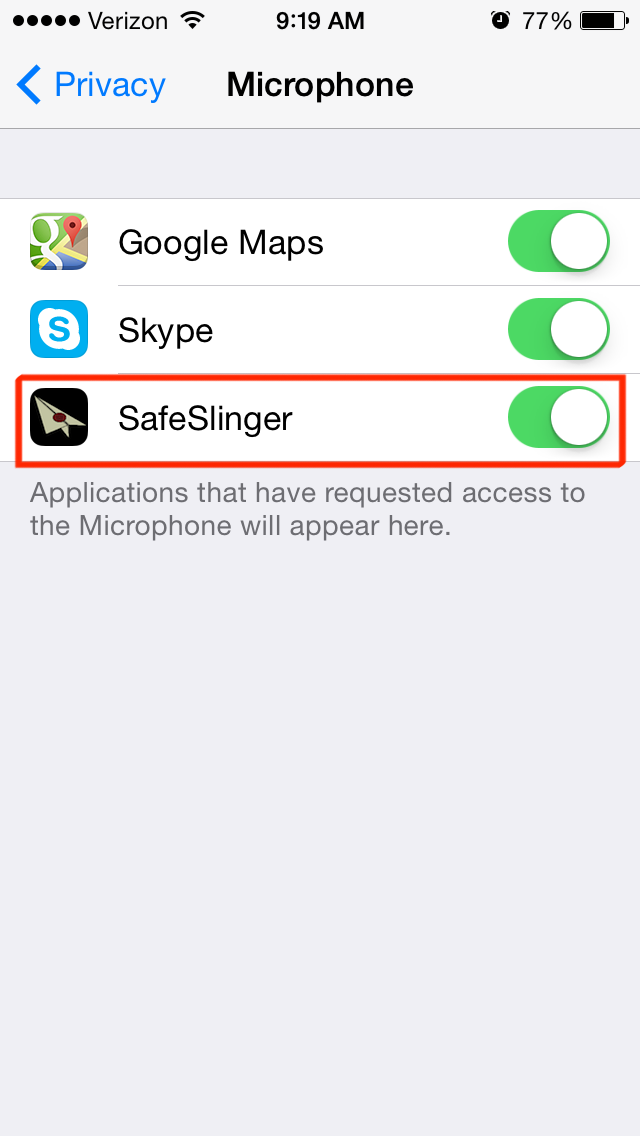 Verizon 9:19 AM 77%
Privacy Microphone
Google Maps
Skype
SafeSlinger
Applications that have requested access to
the Microphone will appear here.